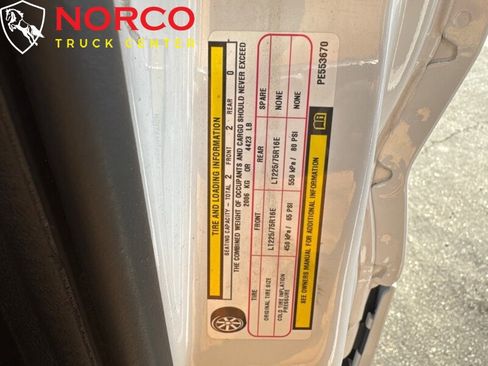 NORCO
TRUCK CENTER
TIRE AND LOADING INFORMATION
SEATING CAPACITY - TOTAL 2 FRONT 2 REAR 0
THE COMBINED WEIGHT OF OCCUPANTS AND CARGO SHOULD NEVER EXCEED
2006 KG OR 4423 LB
TIRE FRONT REAR SPARE
ORIGINAL TIRE SIZE LT225/75R16E LT225/75R16E NONE
COLD TIRE INFLATION PRESSURE 450 kPa / 65 PSI 550 kPa / 80 PSI NONE
SEE OWNERS MANUAL FOR ADDITIONAL INFORMATION
PE553670